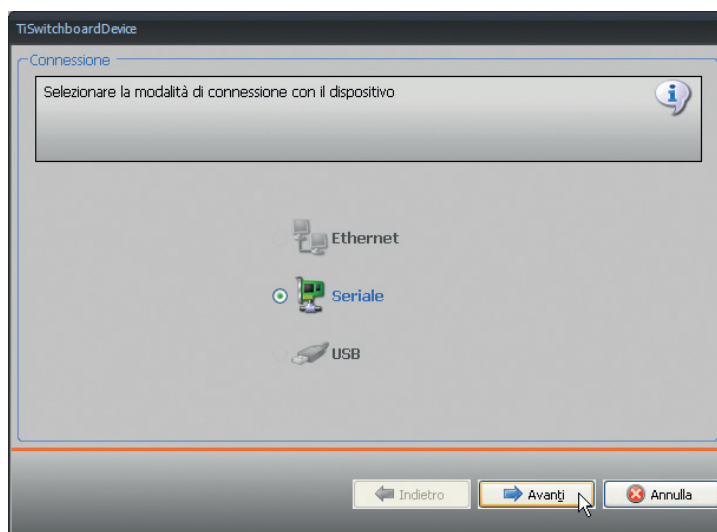 TiSwitchboardDevice
Connessione
Selezionare la modalità di connessione con il dispositivo
Ethernet
Seriale
USB
Indietro
Avanti
Annulla